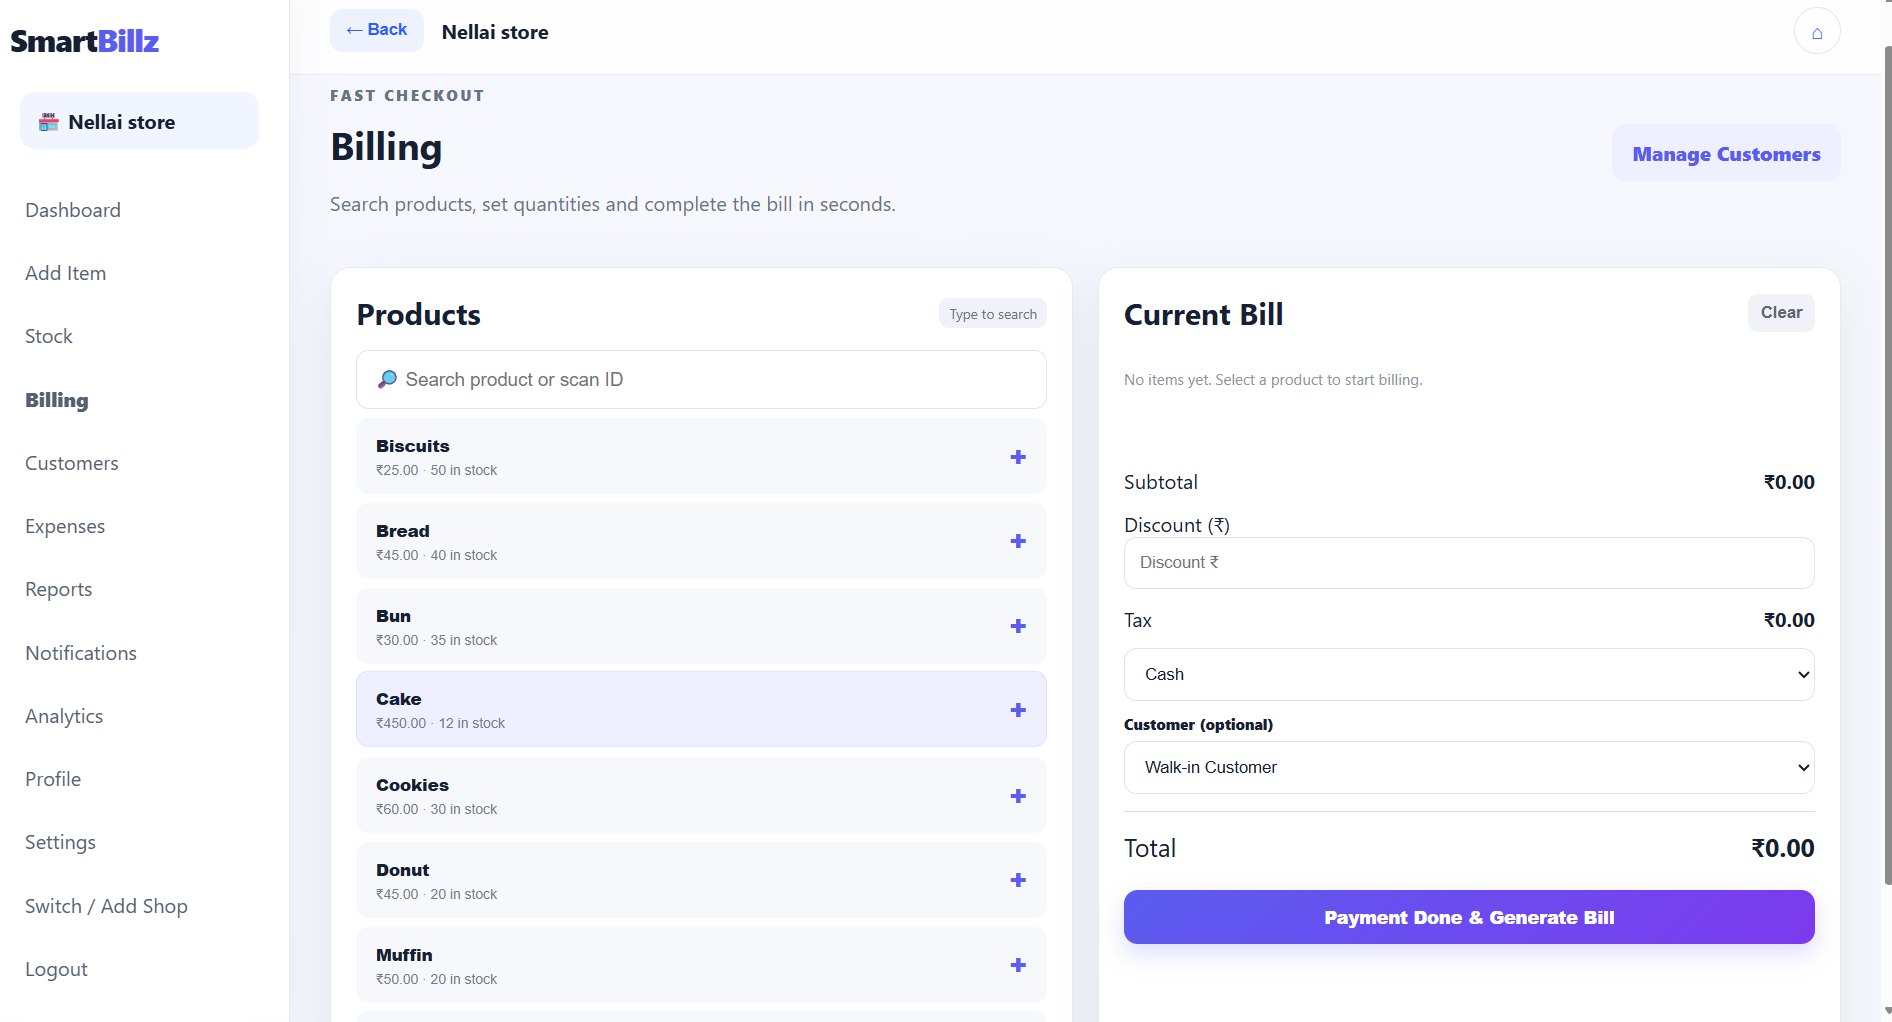 SmartBillz
Nellai store
Dashboard
Add Item
Stock
Billing
Customers
Expenses
Reports
Notifications
Analytics
Profile
Settings
Switch / Add Shop
Logout
← Back
Nellai store
FAST CHECKOUT
Billing
Search products, set quantities and complete the bill in seconds.
Manage Customers
Products
Type to search
Search product or scan ID
Biscuits
₹25.00 · 50 in stock
+
Bread
₹45.00 · 40 in stock
+
Bun
₹30.00 · 35 in stock
+
Cake
₹450.00 · 12 in stock
+
Cookies
₹60.00 · 30 in stock
+
Donut
₹45.00 · 20 in stock
+
Muffin
₹50.00 · 20 in stock
+
Current Bill
Clear
No items yet. Select a product to start billing.
Subtotal ₹0.00
Discount (₹)
Discount ₹
Tax ₹0.00
Cash
Customer (optional)
Walk-in Customer
Total ₹0.00
Payment Done & Generate Bill